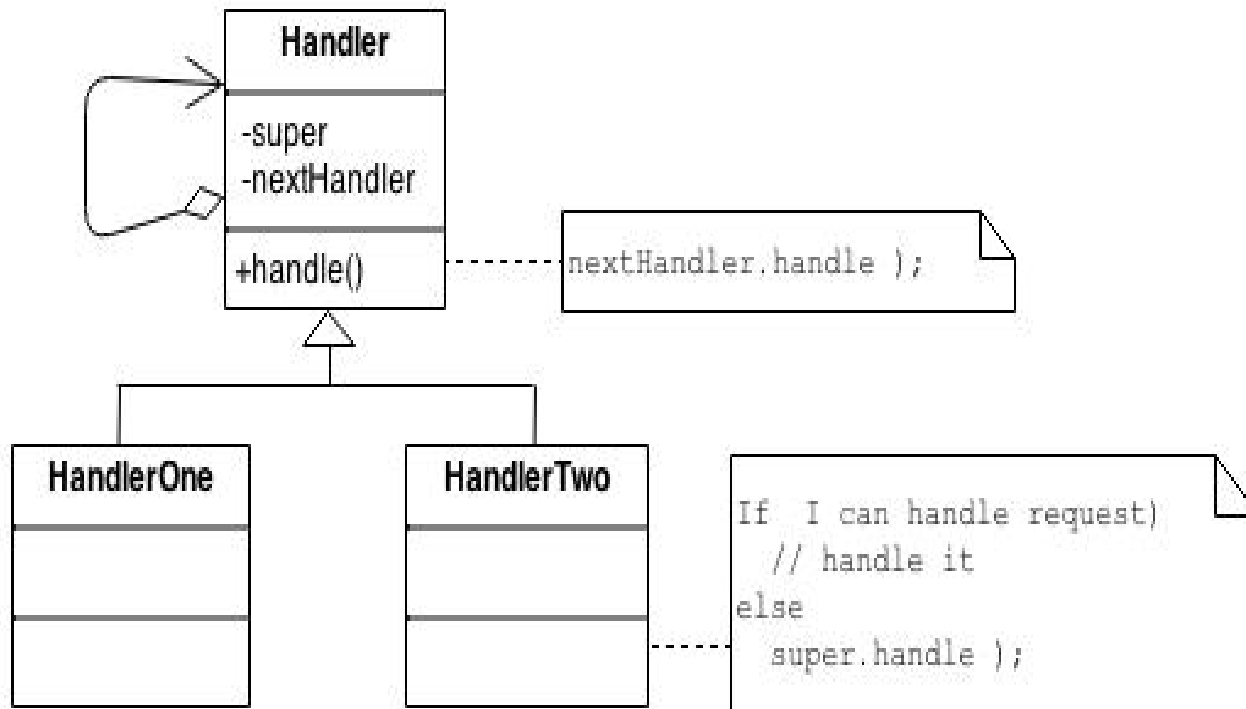 Handler
-super
-nextHandler
+handle()
nextHandler.handle );
HandlerOne
HandlerTwo
If  I can handle request)
// handle it
else
super.handle );